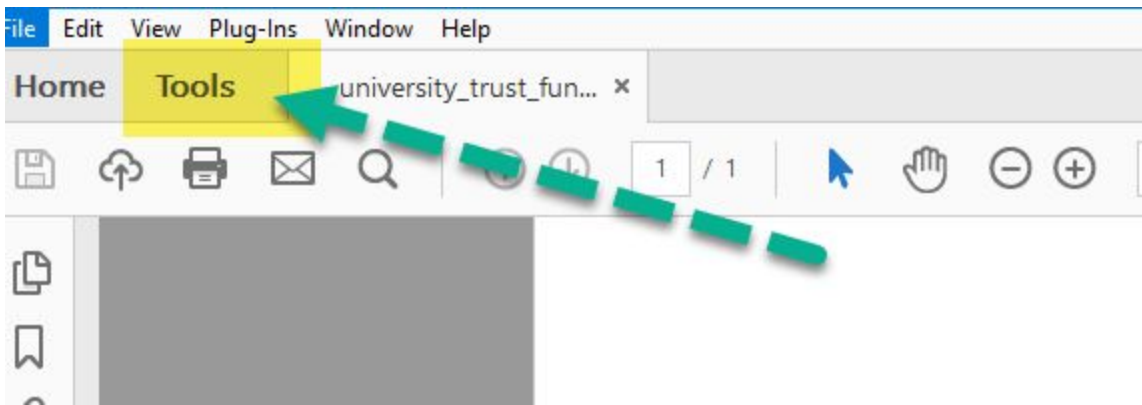 File Edit View Plug-Ins Window Help
Home Tools university_trust_fun... ×
1 / 1